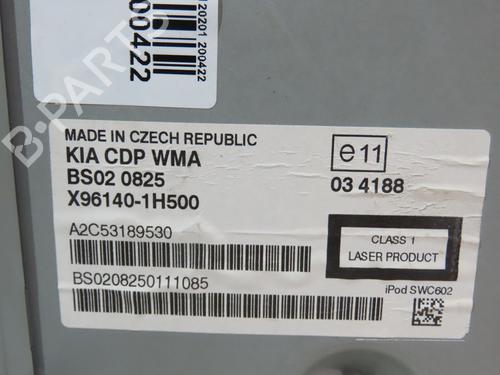 120201 200422
00422
B-PARTS
MADE IN CZECH REPUBLIC
KIA CDP WMA
BS02 0825
X96140-1H500
A2C53189530
BS0208250111085
e11
03 4188
CLASS 1
LASER PRODUCT
iPod SWC602